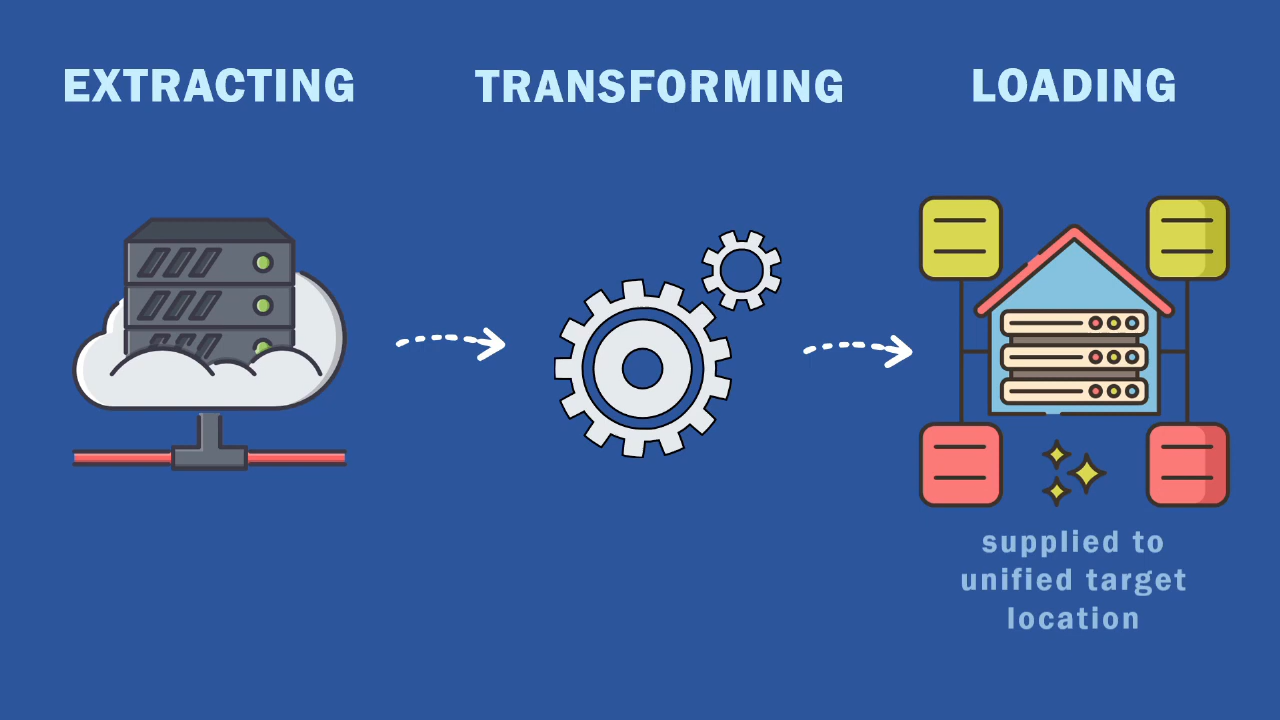 EXTRACTING
TRANSFORMING
LOADING
supplied to
unified target
location